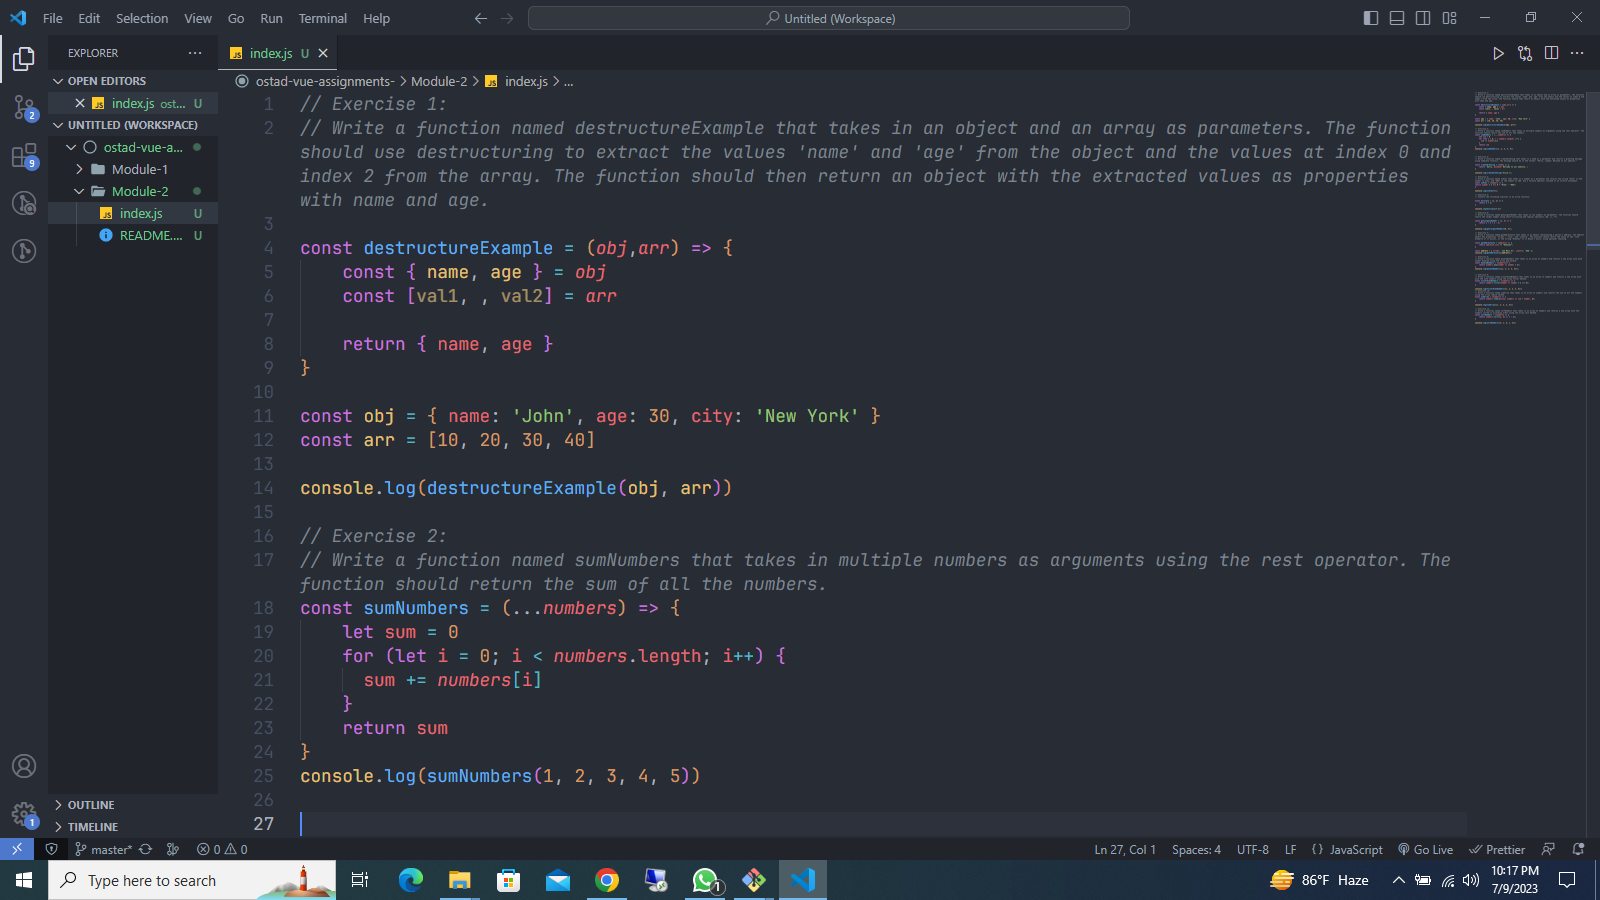 File Edit Selection View Go Run Terminal Help
Untitled (Workspace)
EXPLORER
OPEN EDITORS
JS index.js ost... U
UNTITLED (WORKSPACE)
ostad-vue-a...
Module-1
Module-2
JS index.js U
README.... U
OUTLINE
TIMELINE
2
9
1
JS index.js U
ostad-vue-assignments- > Module-2 > JS index.js > ...
1 // Exercise 1:
2 // Write a function named destructureExample that takes in an object and an array as parameters. The function
should use destructuring to extract the values 'name' and 'age' from the object and the values at index 0 and
index 2 from the array. The function should then return an object with the extracted values as properties
with name and age.
3
4 const destructureExample = (obj,arr) => {
5 const { name, age } = obj
6 const [val1, , val2] = arr
7
8 return { name, age }
9 }
10
11 const obj = { name: 'John', age: 30, city: 'New York' }
12 const arr = [10, 20, 30, 40]
13
14 console.log(destructureExample(obj, arr))
15
16 // Exercise 2:
17 // Write a function named sumNumbers that takes in multiple numbers as arguments using the rest operator. The
function should return the sum of all the numbers.
18 const sumNumbers = (...numbers) => {
19 let sum = 0
20 for (let i = 0; i < numbers.length; i++) {
21 sum += numbers[i]
22 }
23 return sum
24 }
25 console.log(sumNumbers(1, 2, 3, 4, 5))
26
27
master* 0 0
Ln 27, Col 1 Spaces: 4 UTF-8 LF {} JavaScript Go Live Prettier
Type here to search
1
86°F Haze
10:17 PM
7/9/2023